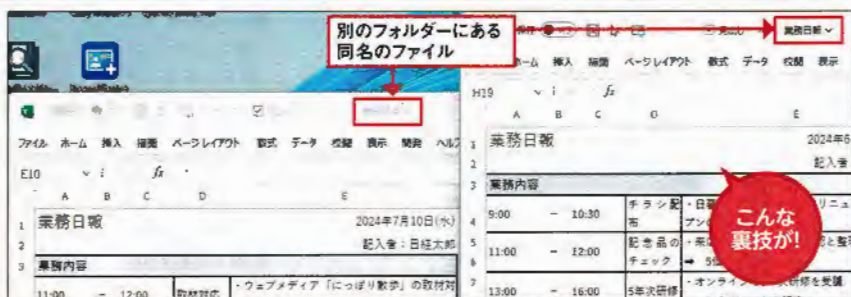 別のフォルダーにある
同名のファイル
業務日報
挿入 描画 ページレイアウト 数式 データ 校閲 表示
H19 fx
A B C D E
1 業務日報 2024年6
2 記入者
3 業務内容
4 9:00 - 10:30 チラシ配布
5 11:00 - 12:00 記念品のチェック
7 13:00 - 16:00 5年次研修 ・オンライン
こんな
裏技が!
ファイル ホーム 挿入 描画 ページレイアウト 数式 データ 校閲 表示 開発 ヘルプ
E10 fx
A B C D E
1 業務日報 2024年7月10日(水)
2 記入者:日経太郎
3 業務内容
11:00 - 12:00 取材対応 ・ウェブメディア「にっぽり散歩」の取材対